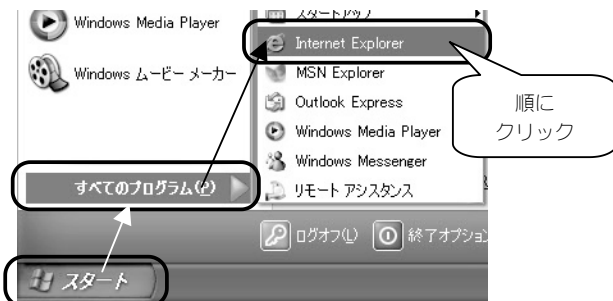 Windows Media Player
Windows ムービー メーカー
すべてのプログラム(P)
スタートアップ
Internet Explorer
MSN Explorer
Outlook Express
Windows Media Player
Windows Messenger
リモート アシスタンス
順に
クリック
ログオフ(L)
終了オプション
スタート